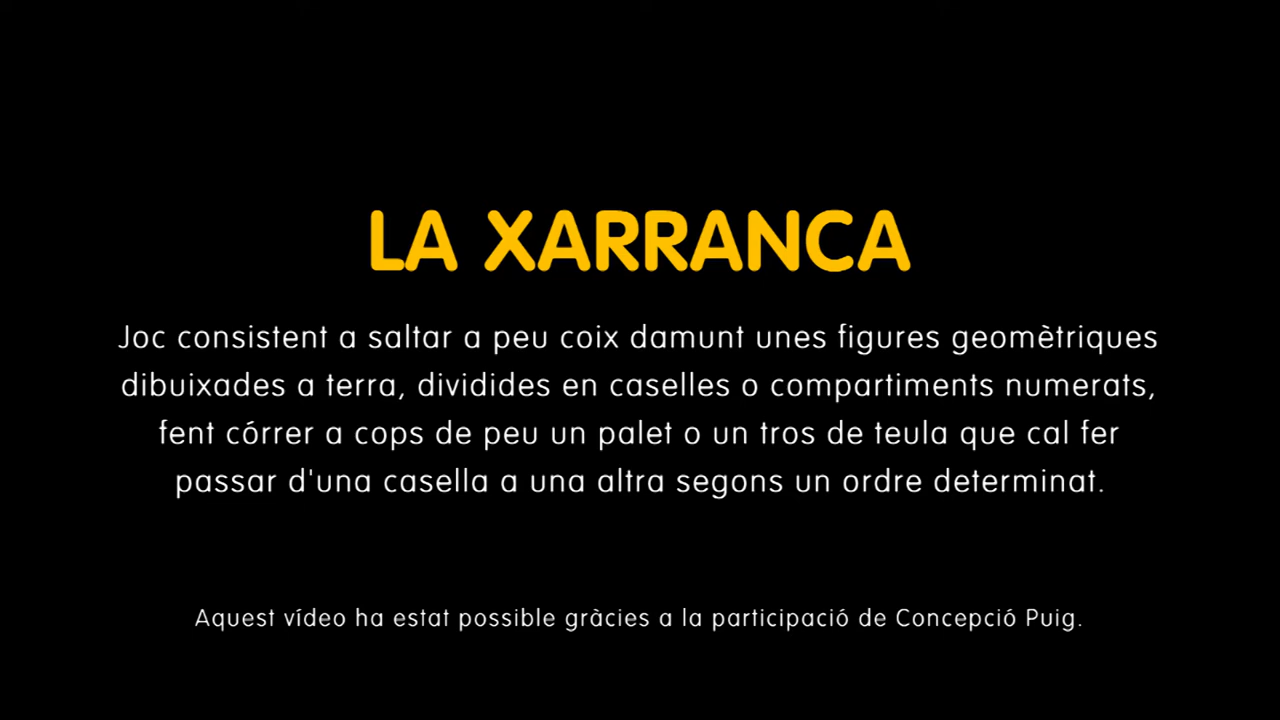 LA XARRANCA
Joc consistent a saltar a peu coix damunt unes figures geomètriques
dibuixades a terra, dividides en caselles o compartiments numerats,
fent córrer a cops de peu un palet o un tros de teula que cal fer
passar d'una casella a una altra segons un ordre determinat.
Aquest vídeo ha estat possible gràcies a la participació de Concepció Puig.